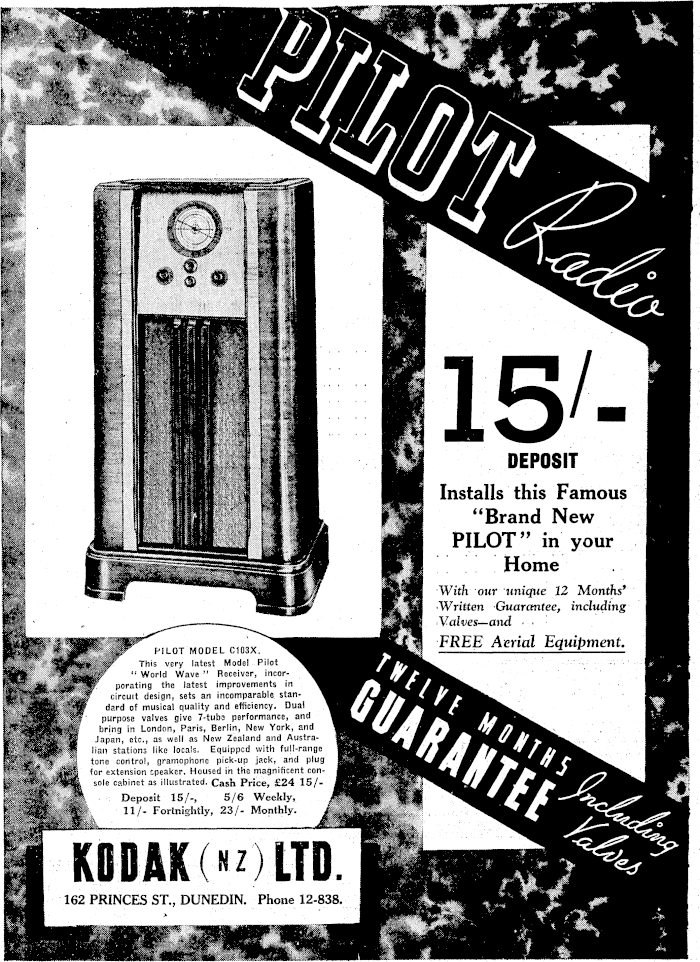 PILOT
Radio
15/-
DEPOSIT
Installs this Famous
"Brand New
PILOT" in your
Home
With our unique 12 Months'
Written Guarantee, including
Valves—and
FREE Aerial Equipment.
PILOT MODEL C103X.
This very latest Model Pilot
"World Wave" Receiver, incor-
porating the latest improvements in
circuit design, sets an incomparable stan-
dard of musical quality and efficiency. Dual
purpose valves give 7-tube performance, and
bring in London, Paris, Berlin, New York, and
Japan, etc., as well as New Zealand and Austra-
lian stations like locals. Equipped with full-range
tone control, gramophone pick-up jack, and plug
for extension speaker. Housed in the magnificent con-
sole cabinet as illustrated. Cash Price, £24 15/-
Deposit 15/-, 5/6 Weekly,
11/- Fortnightly, 23/- Monthly.
TWELVE MONTHS
GUARANTEE
Including
Valves
KODAK (NZ) LTD.
162 PRINCES ST., DUNEDIN. Phone 12-838.